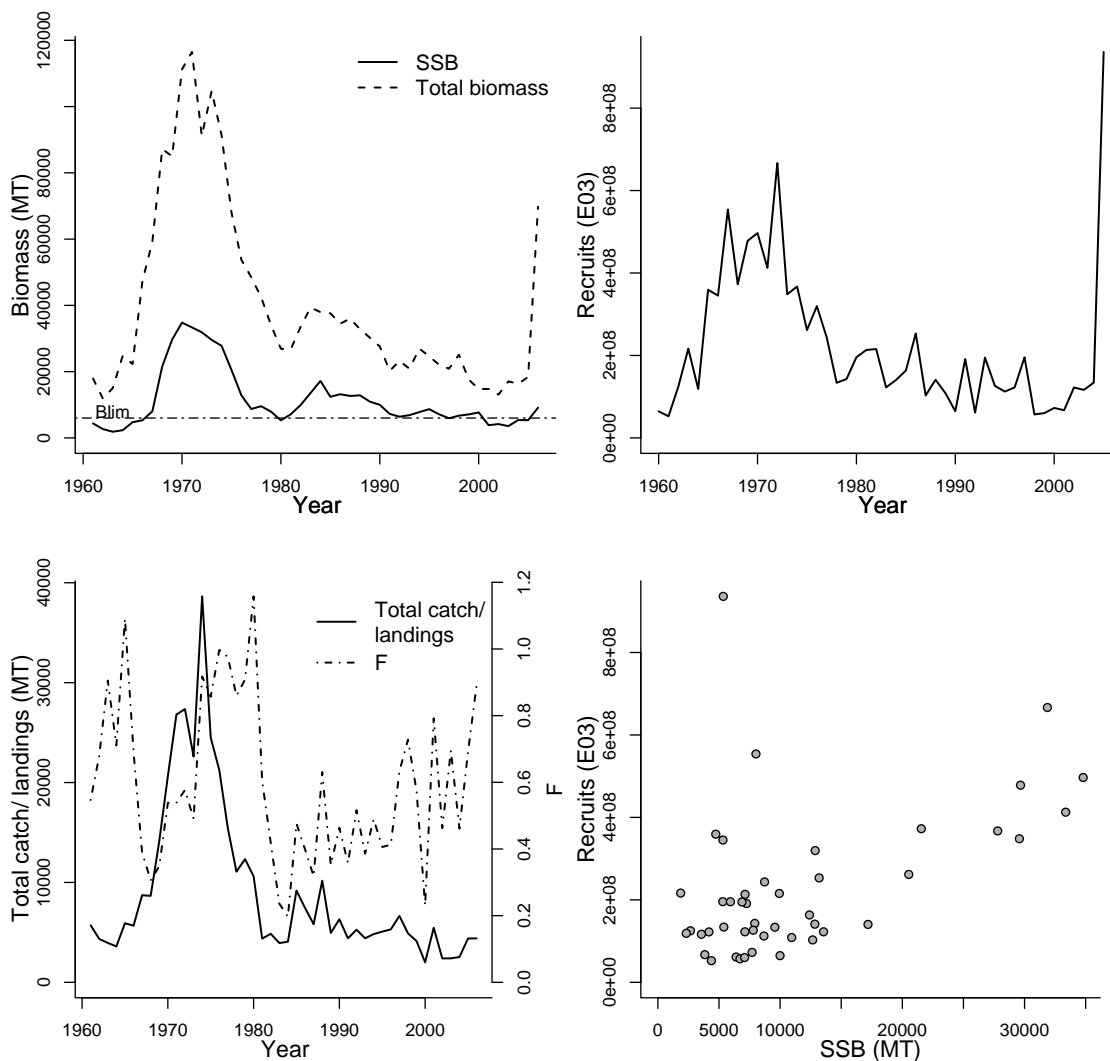 SSB
Total biomass
Biomass (MT)
0
20000
40000
60000
80000
120000
Blim
1960
1970
1980
1990
2000
Year
Recruits (E03)
0e+00
2e+08
4e+08
6e+08
8e+08
1960
1970
1980
1990
2000
Year
Total catch/
landings
F
Total catch/ landings (MT)
0
10000
20000
30000
40000
F
0.0
0.2
0.4
0.6
0.8
1.0
1.2
1960
1970
1980
1990
2000
Year
Recruits (E03)
0e+00
2e+08
4e+08
6e+08
8e+08
0
5000
10000
20000
30000
SSB (MT)